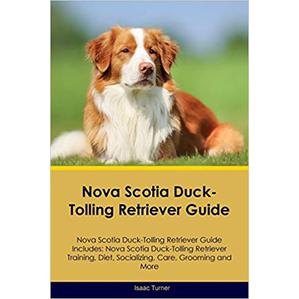 Nova Scotia Duck-
Tolling Retriever Guide
Nova Scotia Duck-Tolling Retriever Guide
Includes: Nova Scotia Duck-Tolling Retriever
Training, Diet, Socializing, Care, Grooming and
More
Isaac Turner